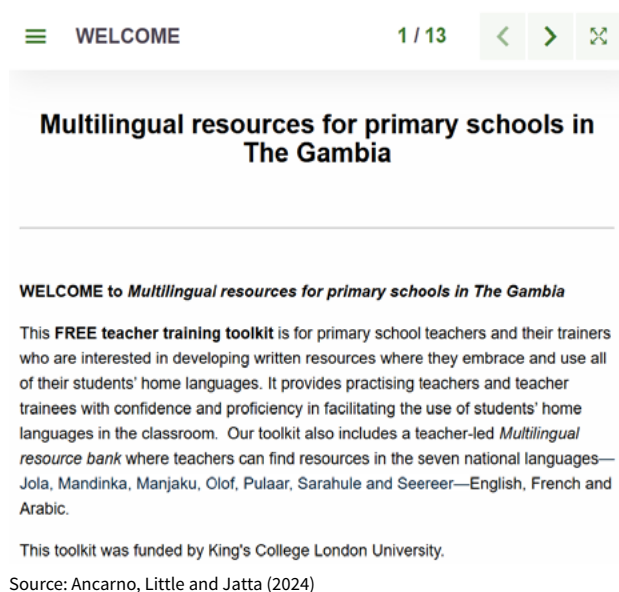 WELCOME
1 / 13
Multilingual resources for primary schools in
The Gambia
WELCOME to Multilingual resources for primary schools in The Gambia
This FREE teacher training toolkit is for primary school teachers and their trainers
who are interested in developing written resources where they embrace and use all
of their students' home languages. It provides practising teachers and teacher
trainees with confidence and proficiency in facilitating the use of students' home
languages in the classroom.  Our toolkit also includes a teacher-led Multilingual
resource bank where teachers can find resources in the seven national languages—
Jola, Mandinka, Manjaku, Olof, Pulaar, Sarahule and Seereer—English, French and
Arabic.
This toolkit was funded by King's College London University.
Source: Ancarno, Little and Jatta (2024)